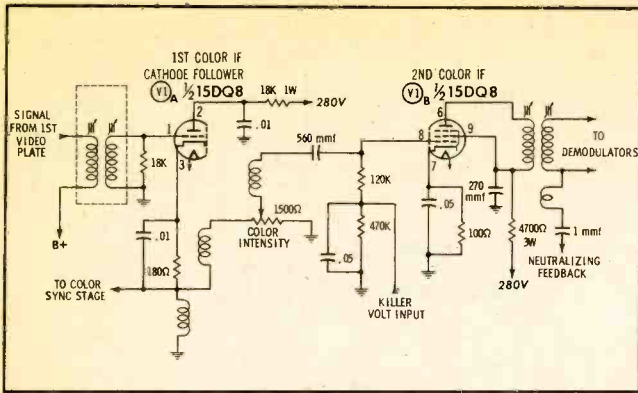 1ST COLOR IF
CATHODE FOLLOWER
V1 A ½15DQ8
2
18K 1W
280V
.01
SIGNAL
FROM 1ST
VIDEO
PLATE
1
3
18K
B+
.01
180Ω
TO COLOR
SYNC STAGE
1500Ω
COLOR
INTENSITY
560 mmf
120K
470K
.05
KILLER
VOLT INPUT
2ND COLOR IF
V1 B ½15DQ8
6
8
9
7
.05
100Ω
270
mmf
4700Ω
3W
280V
TO
DEMODULATORS
1 mmf
NEUTRALIZING
FEEDBACK